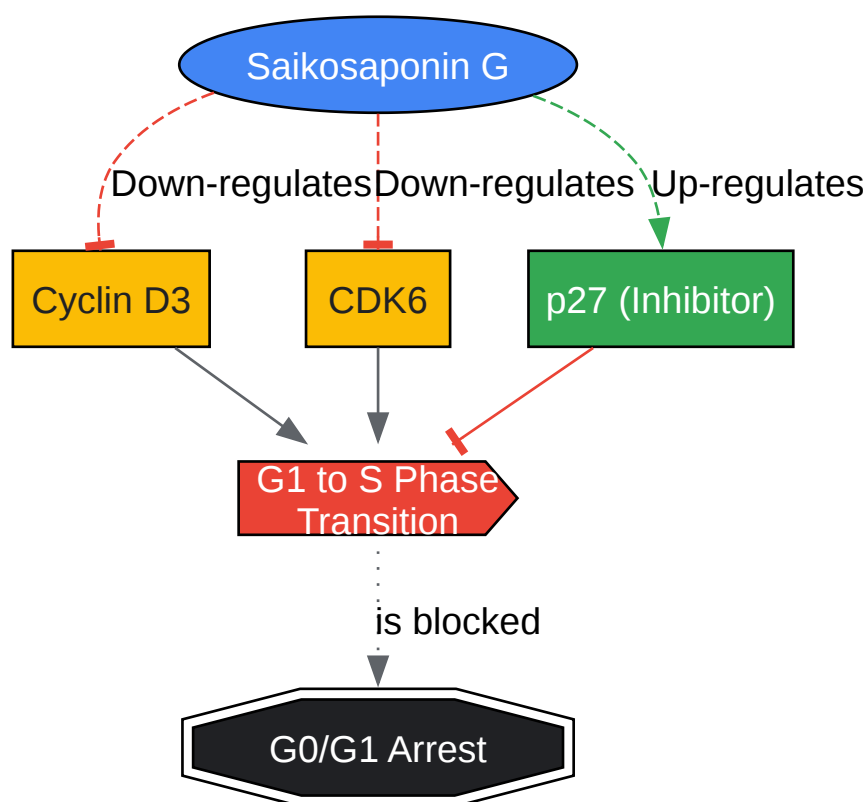 Saikosaponin G
Down-regulates
Down-regulates
Up-regulates
Cyclin D3
CDK6
p27 (Inhibitor)
G1 to S Phase
Transition
is blocked
G0/G1 Arrest